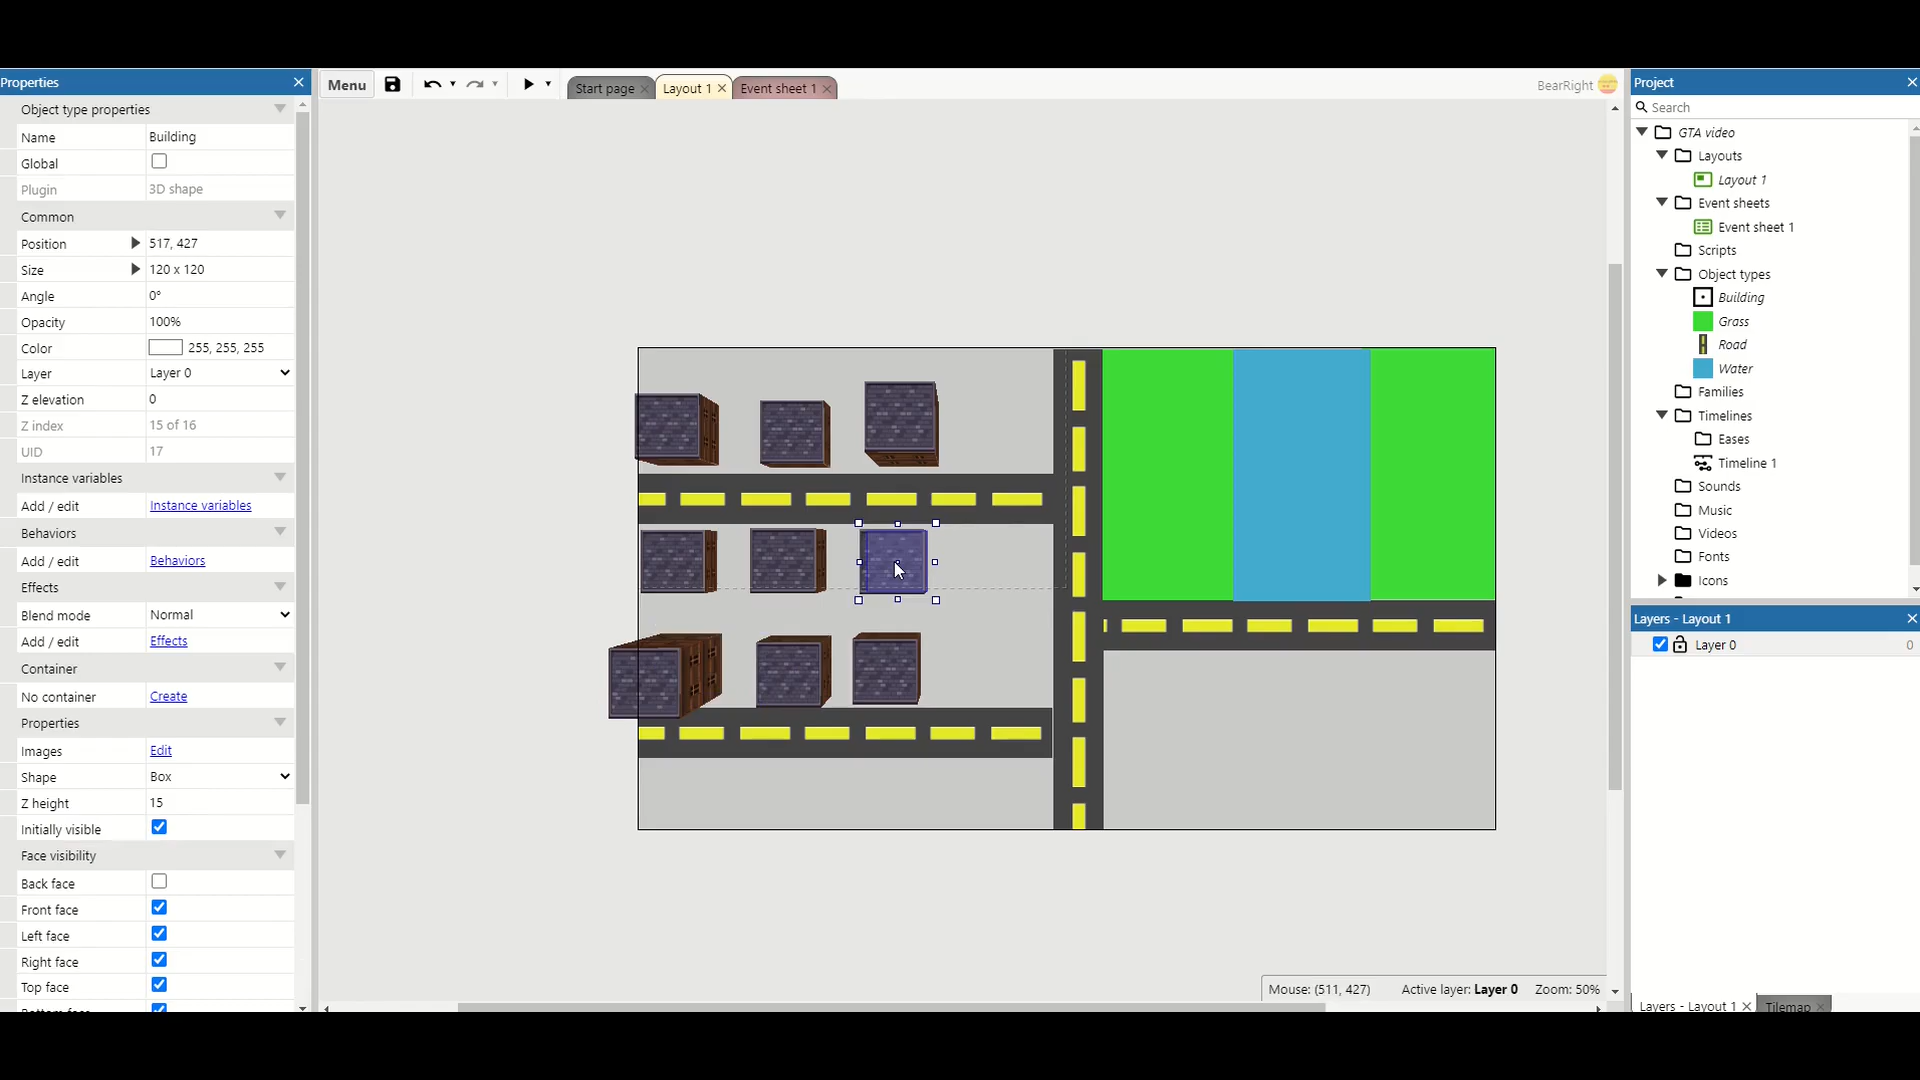 Properties
Object type properties
Name Building
Global
Plugin 3D shape
Common
Position 517, 427
Size 120 x 120
Angle 0°
Opacity 100%
Color 255, 255, 255
Layer Layer 0
Z elevation 0
Z index 15 of 16
UID 17
Instance variables
Add / edit Instance variables
Behaviors
Add / edit Behaviors
Effects
Blend mode Normal
Add / edit Effects
Container
No container Create
Properties
Images Edit
Shape Box
Z height 15
Initially visible
Face visibility
Back face
Front face
Left face
Right face
Top face
Menu
Start page
Layout 1
Event sheet 1
BearRight
Mouse: (511, 427) Active layer: Layer 0 Zoom: 50%
Project
Search
GTA video
Layouts
Layout 1
Event sheets
Event sheet 1
Scripts
Object types
Building
Grass
Road
Water
Families
Timelines
Eases
Timeline 1
Sounds
Music
Videos
Fonts
Icons
Layers - Layout 1
Layer 0 0
Layers - Layout 1
Tilemap